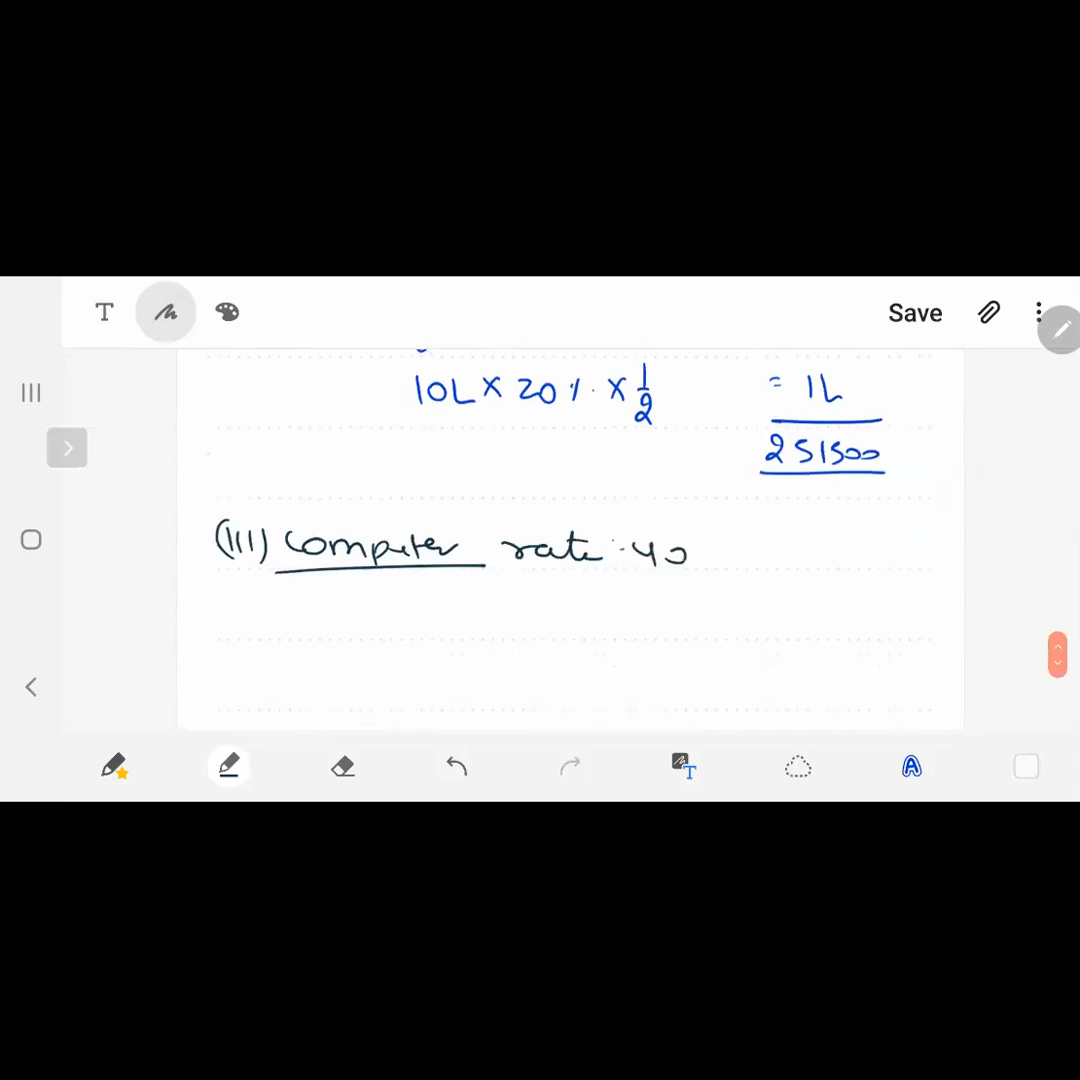 T Save
10L X 20 % X 1/2 = 1L
251500
(III) computer rate : 40